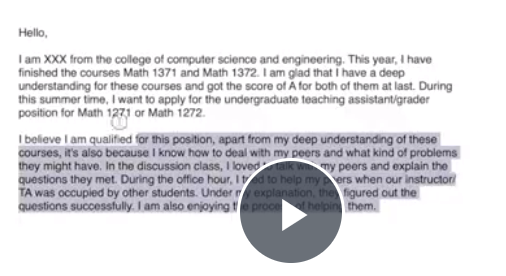 Hello,
I am XXX from the college of computer science and engineering. This year, I have
finished the courses Math 1371 and Math 1372. I am glad that I have a deep
understanding for these courses and got the score of A for both of them at last. During
this summer time, I want to apply for the undergraduate teaching assistant/grader
position for Math 1271 or Math 1272.
I believe I am qualified for this position, apart from my deep understanding of these
courses, it's also because I know how to deal with my peers and what kind of problems
they might have. In the discussion class, I loved to talk with my peers and explain the
questions they met. During the office hour, I to help my peers when our instructor/
TA was occupied by other students. Under my explanation, they figured out the
questions successfully. I am also enjoying the process of helping them.